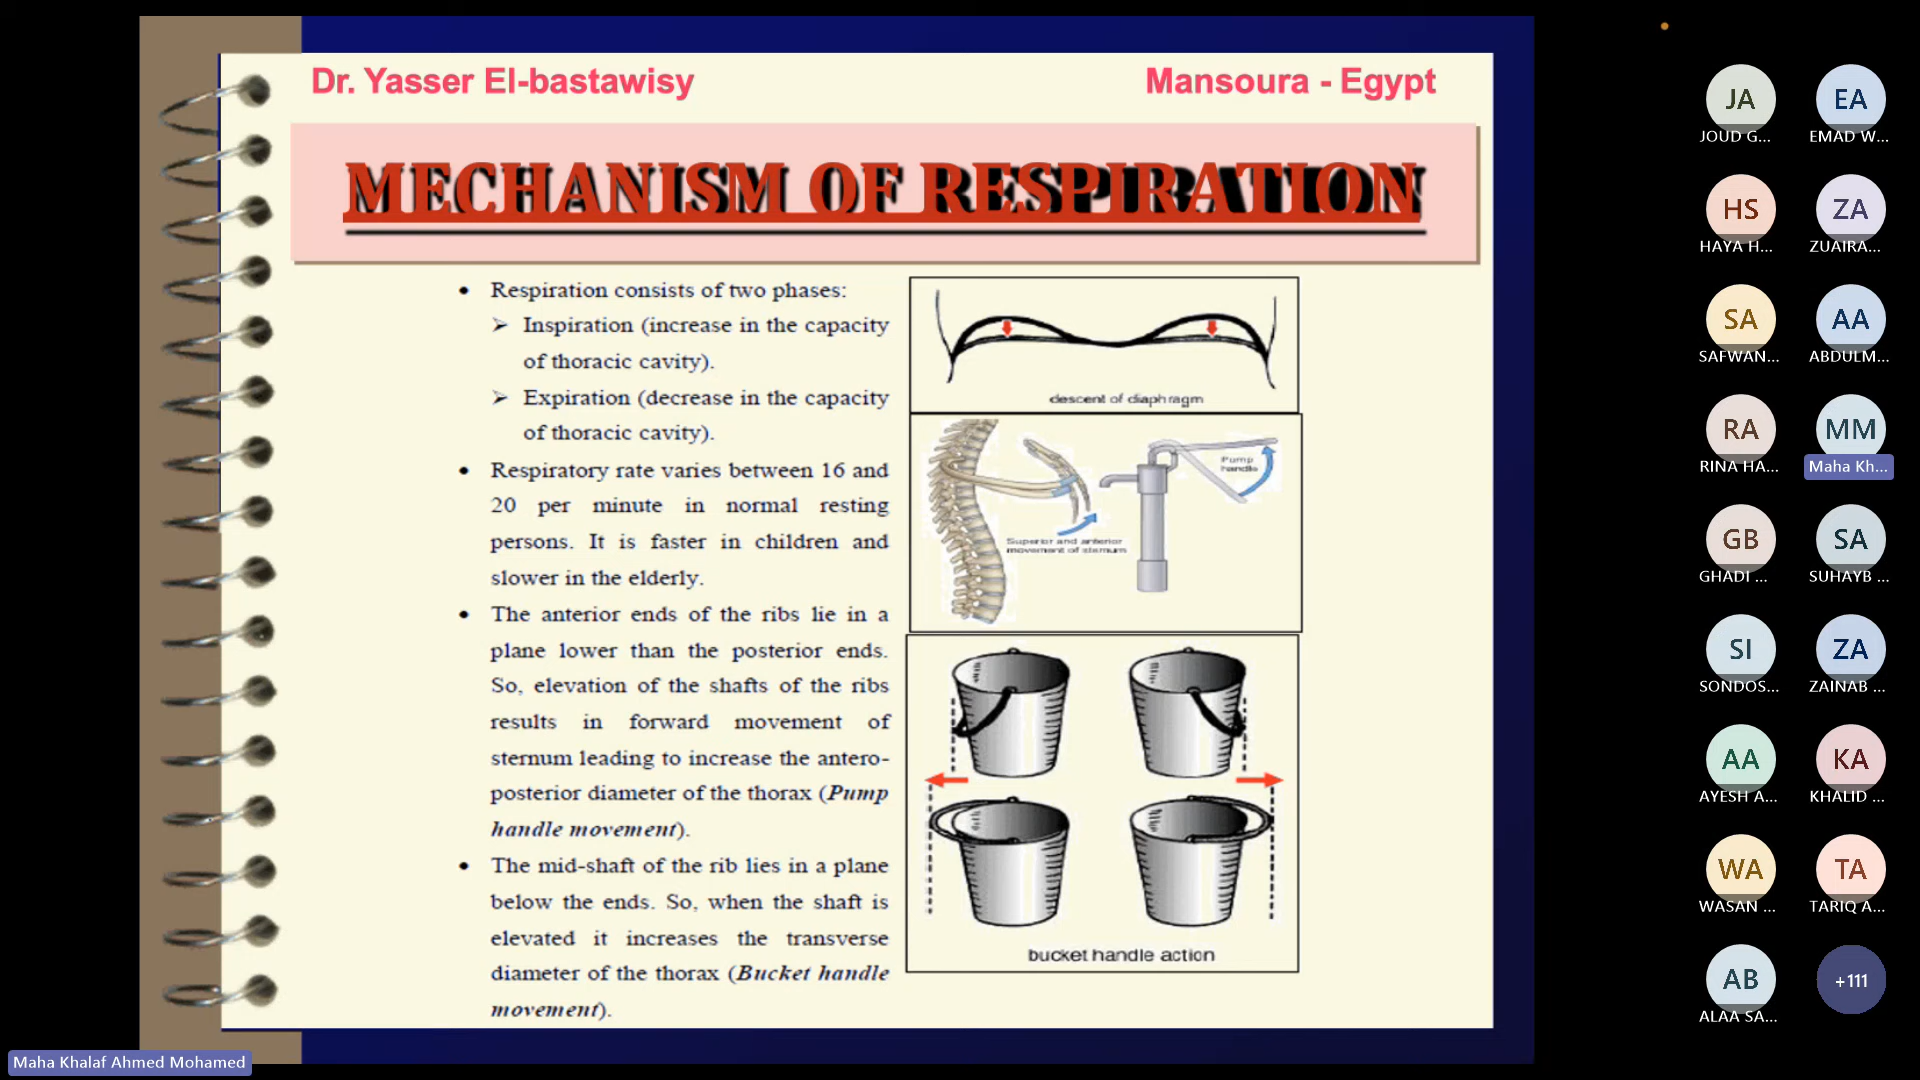 Dr. Yasser El-bastawisy
Mansoura - Egypt
MECHANISM OF RESPIRATION
• Respiration consists of two phases:
➢ Inspiration (increase in the capacity
of thoracic cavity).
➢ Expiration (decrease in the capacity
of thoracic cavity).
• Respiratory rate varies between 16 and
20 per minute in normal resting
persons. It is faster in children and
slower in the elderly.
• The anterior ends of the ribs lie in a
plane lower than the posterior ends.
So, elevation of the shafts of the ribs
results in forward movement of
sternum leading to increase the antero-
posterior diameter of the thorax (Pump
handle movement).
• The mid-shaft of the rib lies in a plane
below the ends. So, when the shaft is
elevated it increases the transverse
diameter of the thorax (Bucket handle
movement).
descent of diaphragm
Pump
handle
Superior and anterior
movement of sternum
bucket handle action
JA
JOUD G...
EA
EMAD W...
HS
HAYA H...
ZA
ZUAIRA...
SA
SAFWAN...
AA
ABDULM...
RA
RINA HA...
MM
Maha Kh...
GB
GHADI ...
SA
SUHAYB ...
SI
SONDOS...
ZA
ZAINAB ...
AA
AYESH A...
KA
KHALID ...
WA
WASAN ...
TA
TARIQ A...
AB
ALAA SA...
+111
Maha Khalaf Ahmed Mohamed